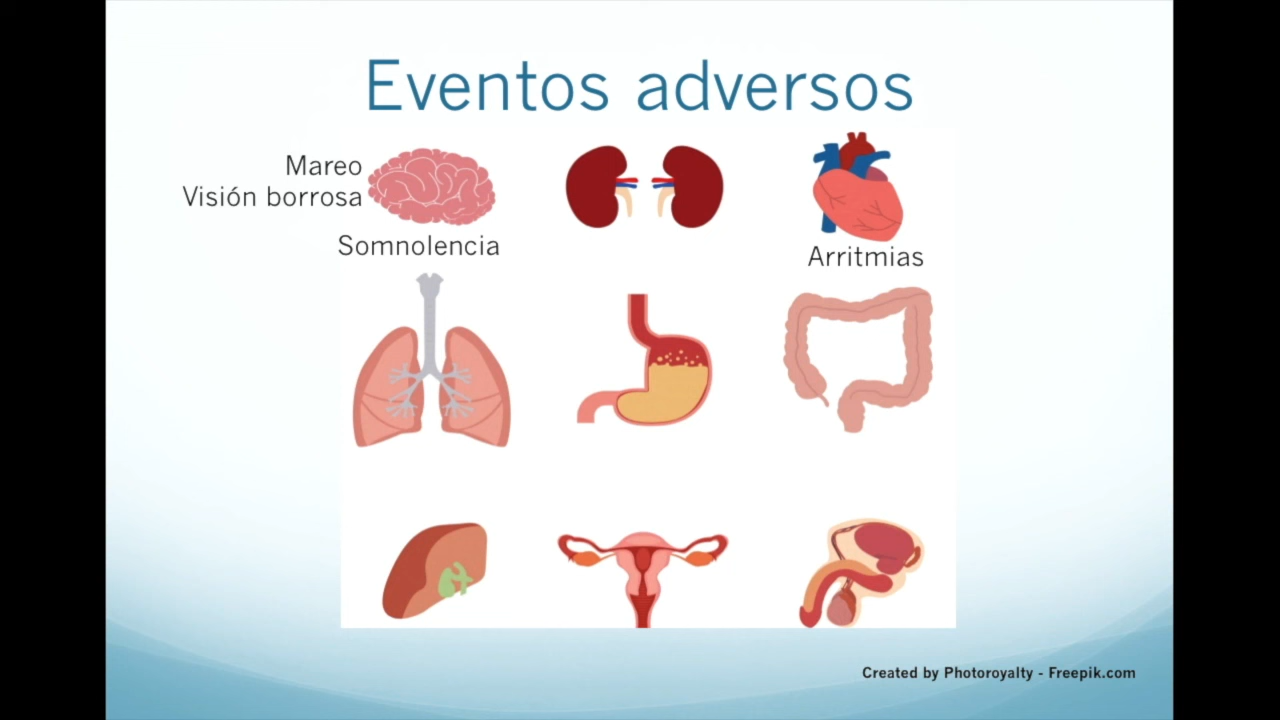 Eventos adversos
Mareo
Visión borrosa
Somnolencia
Arritmias
Created by Photoroyalty - Freepik.com